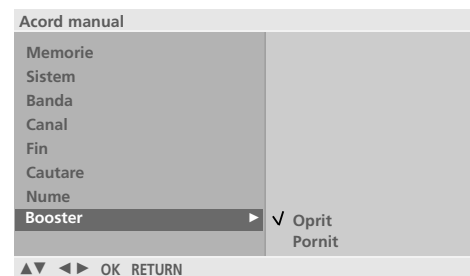 Acord manual
Memorie
Sistem
Banda
Canal
Fin
Cautare
Nume
Booster ▶ √ Oprit
Pornit
▲▼ ◄► OK RETURN